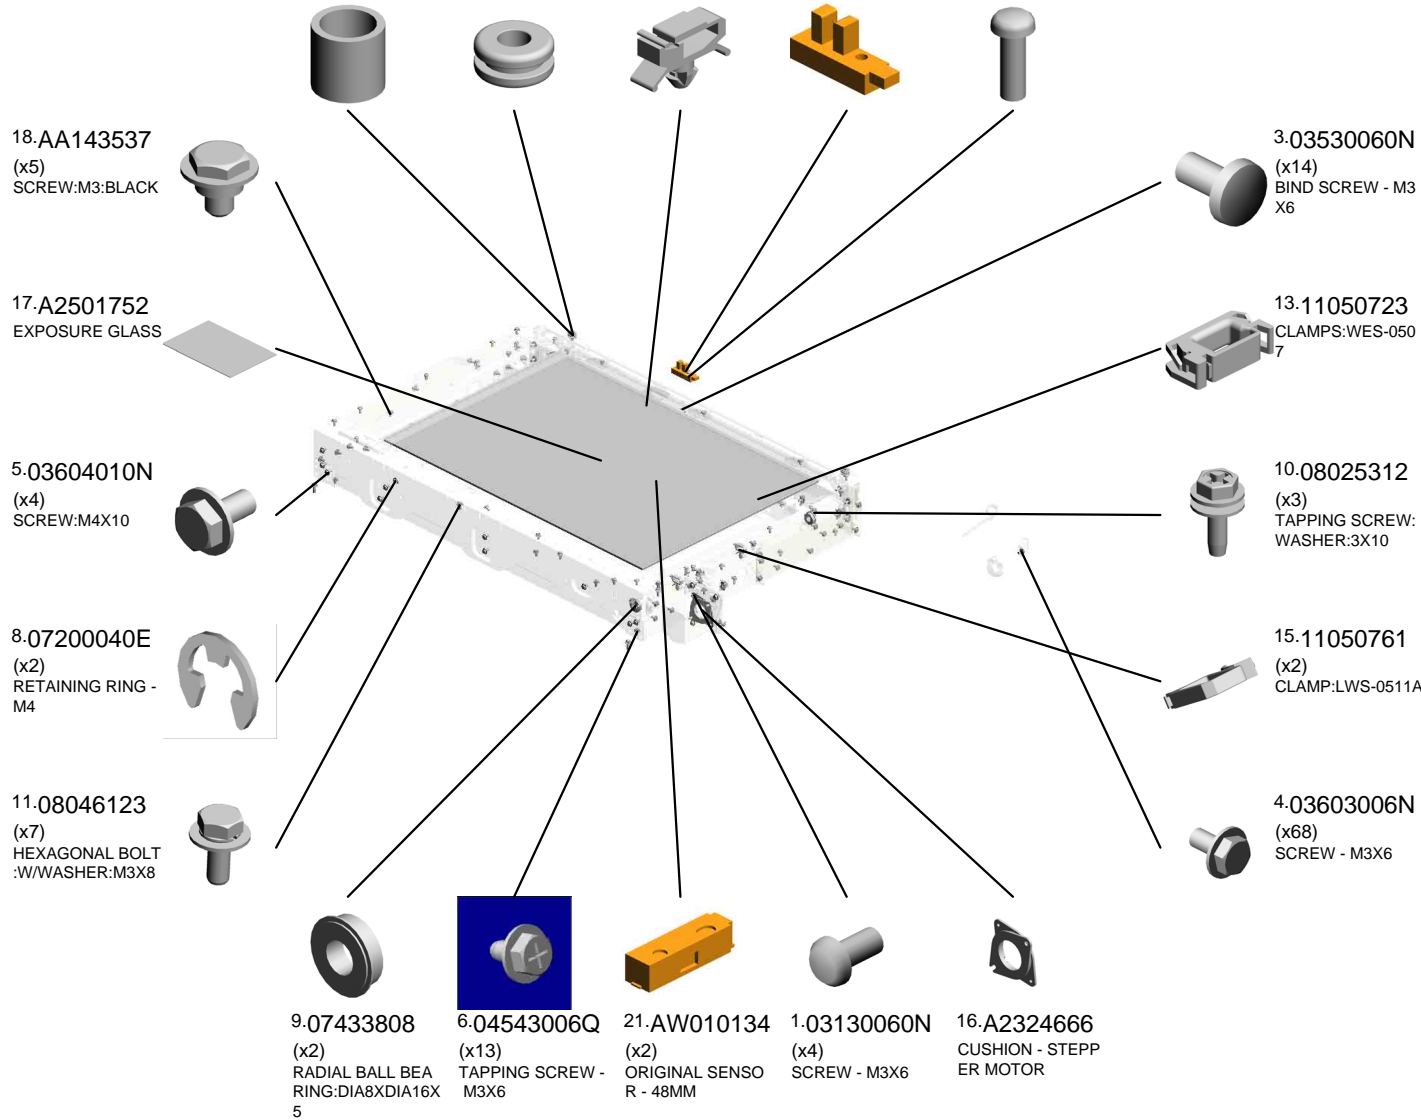 18.AA143537
(x5)
SCREW:M3:BLACK
17.A2501752
EXPOSURE GLASS
5.03604010N
(x4)
SCREW:M4X10
8.07200040E
(x2)
RETAINING RING -
M4
11.08046123
(x7)
HEXAGONAL BOLT
:W/WASHER:M3X8
9.07433808
(x2)
RADIAL BALL BEA
RING:DIA8XDIA16X
5
6.04543006Q
(x13)
TAPPING SCREW -
M3X6
21.AW010134
(x2)
ORIGINAL SENSO
R - 48MM
1.03130060N
(x4)
SCREW - M3X6
16.A2324666
CUSHION - STEPP
ER MOTOR
3.03530060N
(x14)
BIND SCREW - M3
X6
13.11050723
CLAMPS:WES-050
7
10.08025312
(x3)
TAPPING SCREW:
WASHER:3X10
15.11050761
(x2)
CLAMP:LWS-0511A
4.03603006N
(x68)
SCREW - M3X6